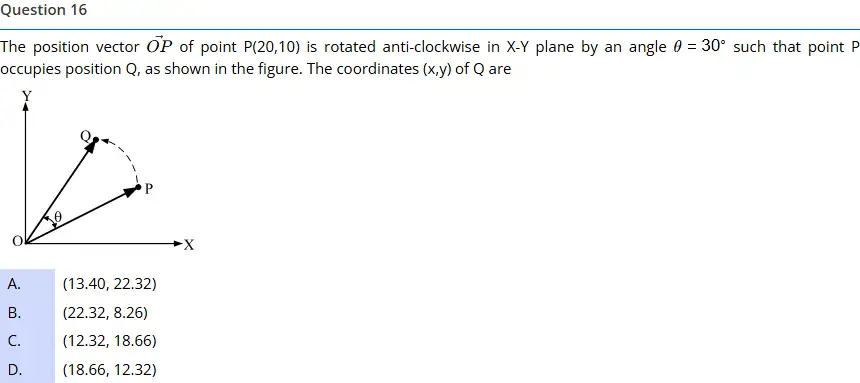 Question 16
The position vector \vec{OP} of point P(20,10) is rotated anti-clockwise in X-Y plane by an angle θ = 30° such that point P
occupies position Q, as shown in the figure. The coordinates (x,y) of Q are
Y
Q
P
θ
O
X
A. (13.40, 22.32)
B. (22.32, 8.26)
C. (12.32, 18.66)
D. (18.66, 12.32)